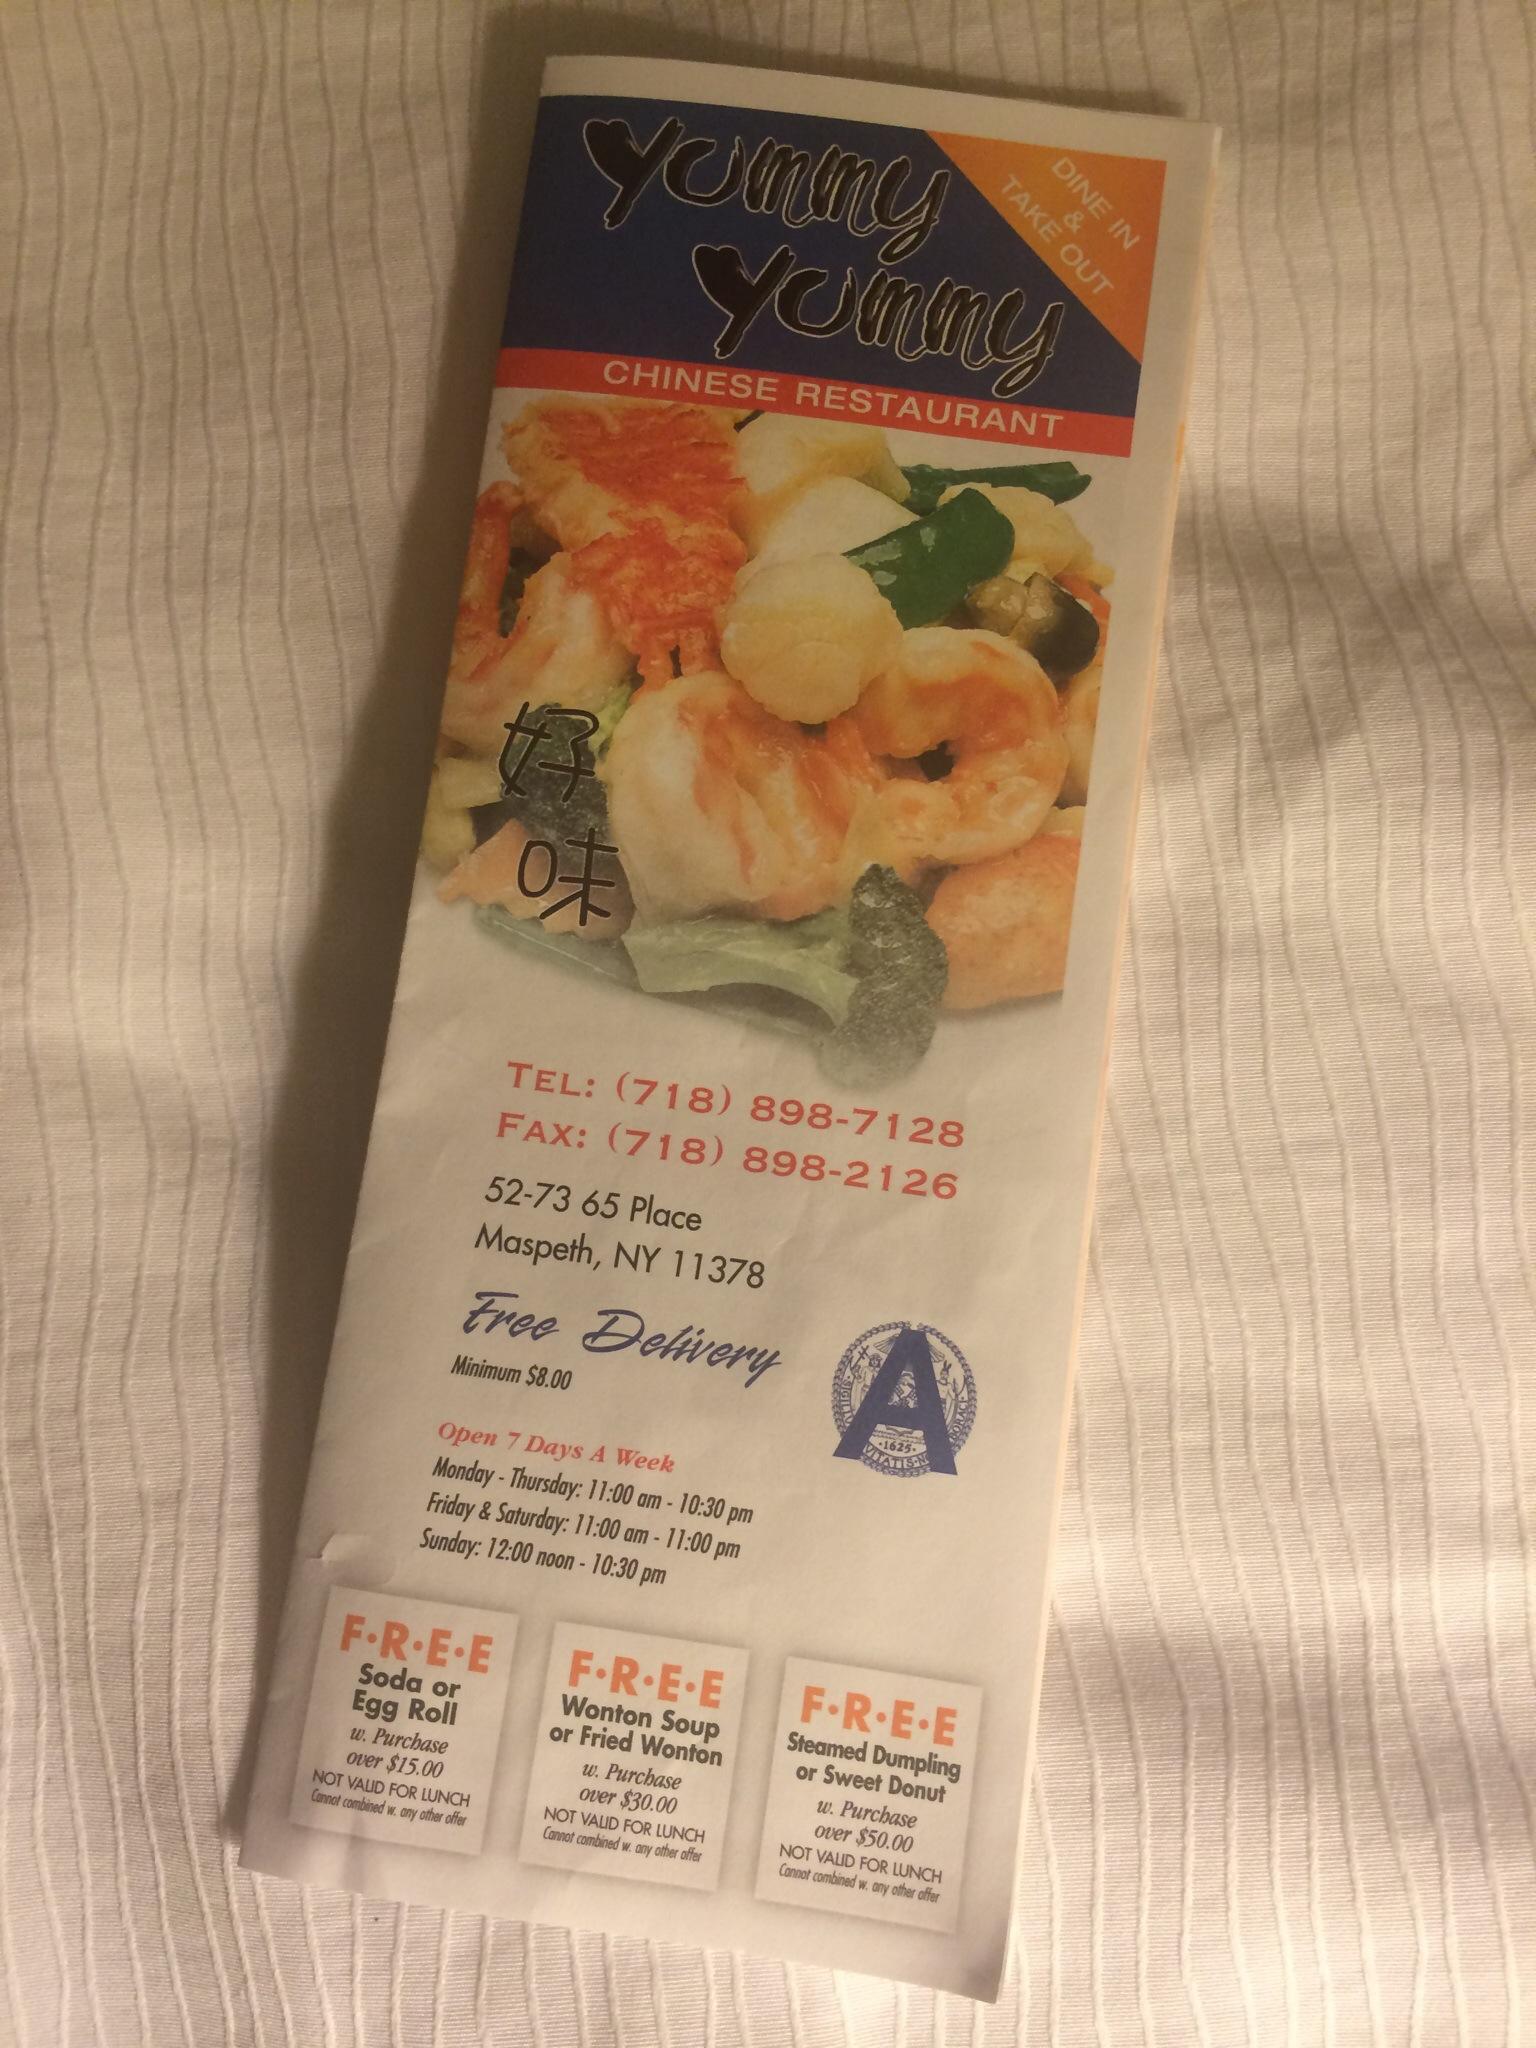 Yummy
Yummy
DINE IN
&
TAKE OUT
CHINESE RESTAURANT
好
味
TEL: (718) 898-7128
FAX: (718) 898-2126
52-73 65 Place
Maspeth, NY 11378
Free Delivery
Minimum $8.00
A
·1625·
Open 7 Days A Week
Monday - Thursday: 11:00 am - 10:30 pm
Friday & Saturday: 11:00 am - 11:00 pm
Sunday: 12:00 noon - 10:30 pm
F·R·E·E
Soda or
Egg Roll
w. Purchase
over $15.00
NOT VALID FOR LUNCH
Cannot combined w. any other offer
F·R·E·E
Wonton Soup
or Fried Wonton
w. Purchase
over $30.00
NOT VALID FOR LUNCH
Cannot combined w. any other offer
F·R·E·E
Steamed Dumpling
or Sweet Donut
w. Purchase
over $50.00
NOT VALID FOR LUNCH
Cannot combined w. any other offer